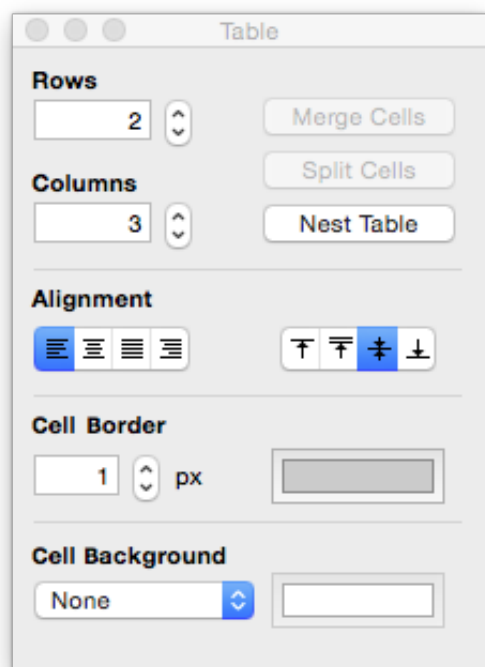 Table
Rows
2
Merge Cells
Split Cells
Columns
3
Nest Table
Alignment
Cell Border
1 px
Cell Background
None